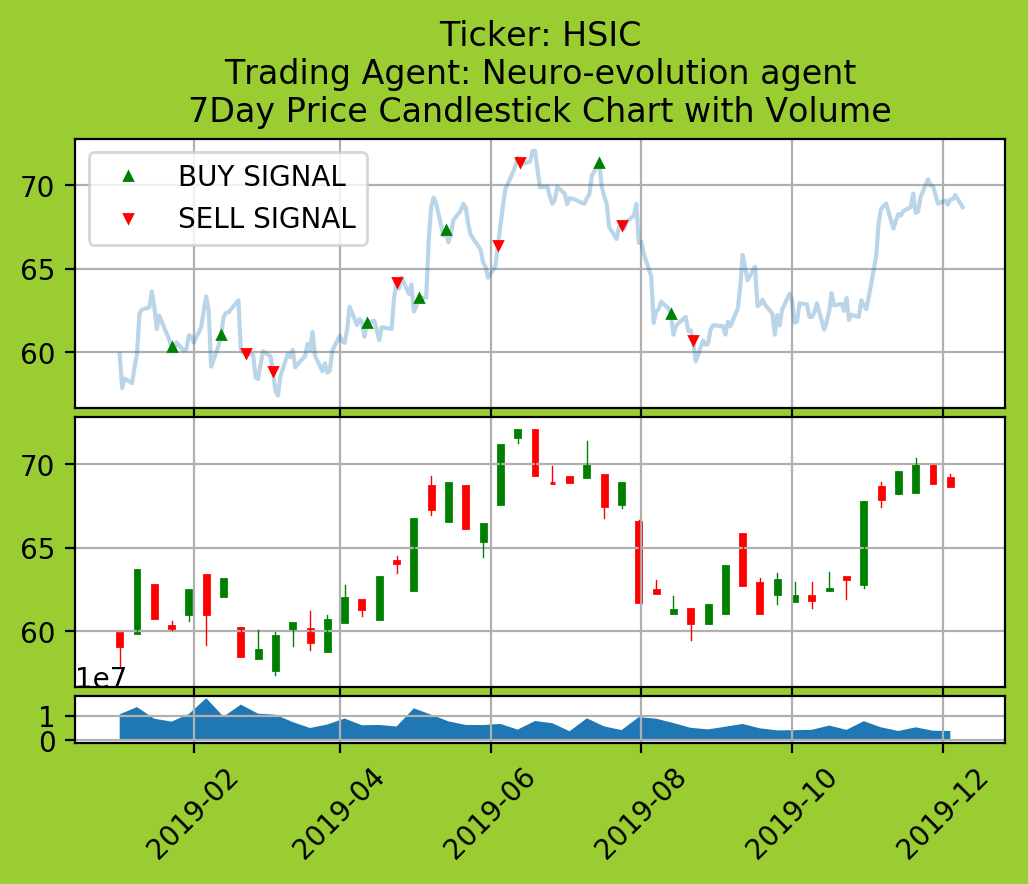 Ticker: HSIC
Trading Agent: Neuro-evolution agent
7Day Price Candlestick Chart with Volume
BUY SIGNAL
SELL SIGNAL
70
65
60
70
65
60
1e7
1
0
2019-02
2019-04
2019-06
2019-08
2019-10
2019-12